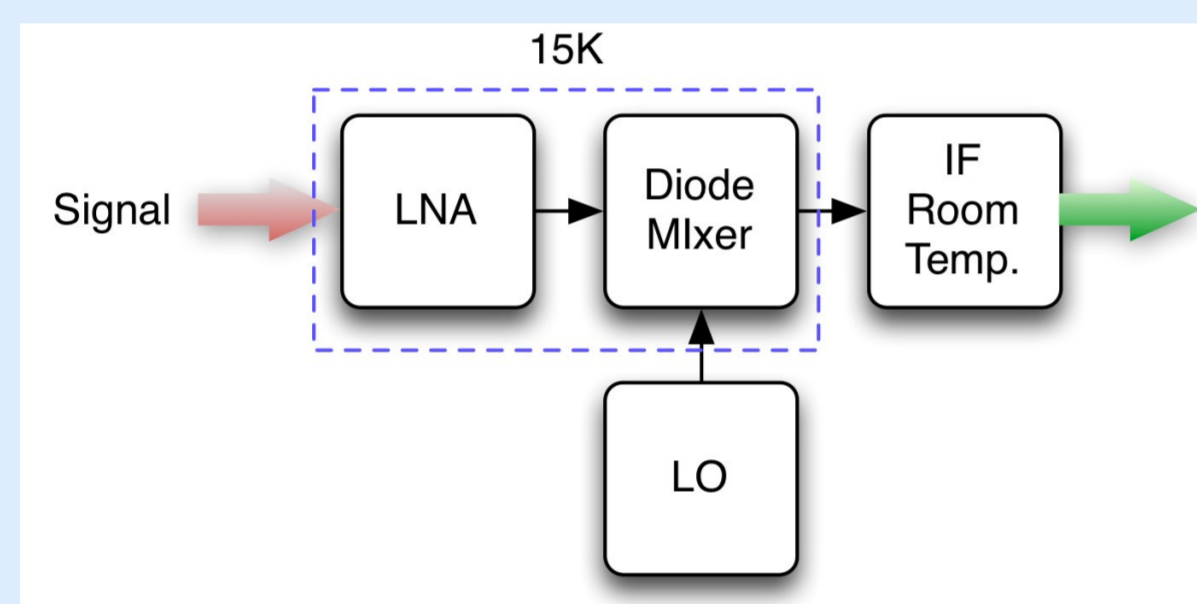 15K
Signal
LNA
Diode
MIxer
IF
Room
Temp.
LO